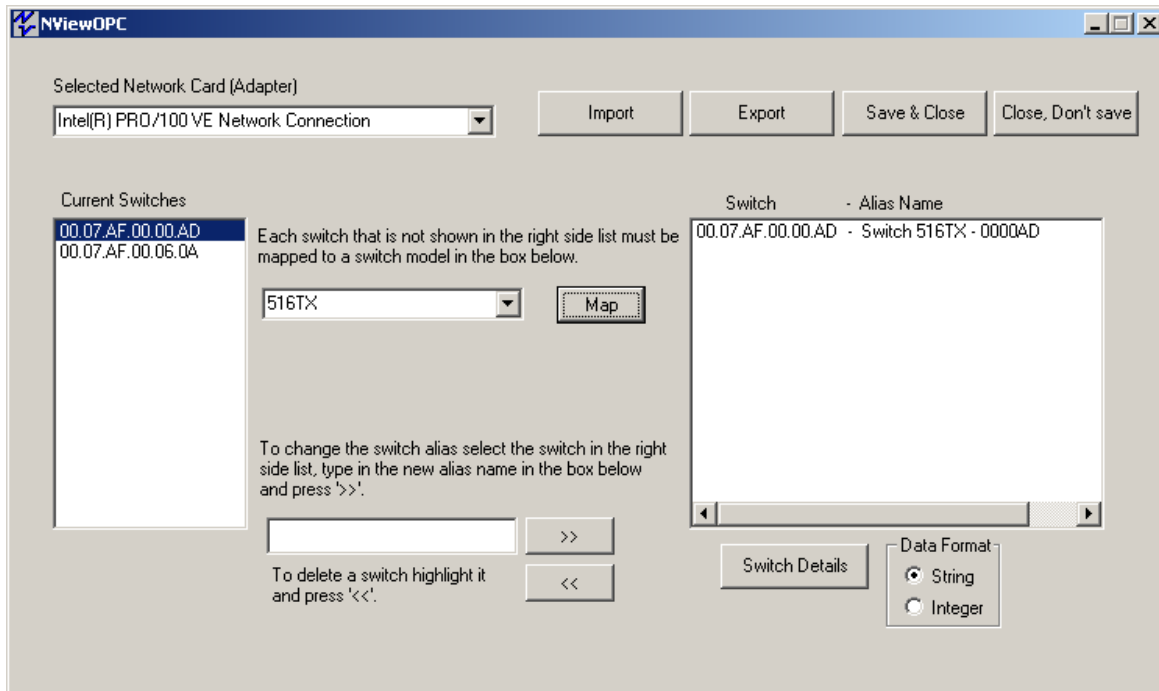 NViewOPC
Selected Network Card (Adapter)
Intel(R) PRO/100 VE Network Connection
Import
Export
Save & Close
Close, Don't save
Current Switches
00.07.AF.00.00.AD
00.07.AF.00.06.0A
Each switch that is not shown in the right side list must be
mapped to a switch model in the box below.
516TX
Map
To change the switch alias select the switch in the right
side list, type in the new alias name in the box below
and press '>>'.
>>
To delete a switch highlight it
and press '<<'.
<<
Switch - Alias Name
00.07.AF.00.00.AD - Switch 516TX - 0000AD
Switch Details
Data Format
String
Integer